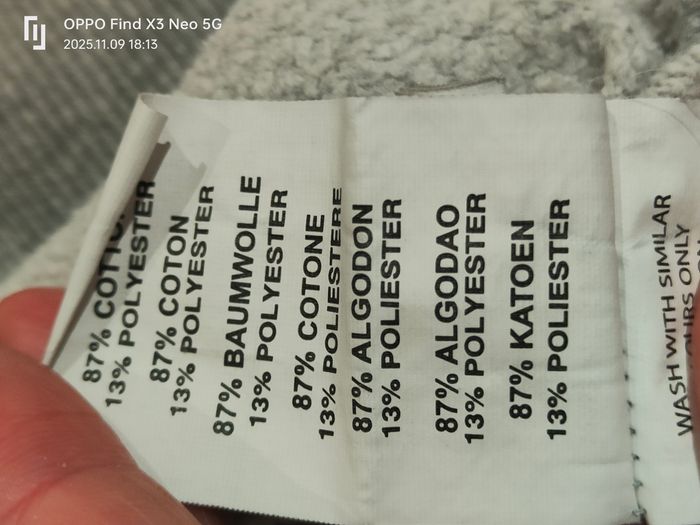 OPPO Find X3 Neo 5G
2025.11.09 18:13
87%
13% POLYESTER
87% COTON
13% POLYESTER
87% BAUMWOLLE
13% POLYESTER
87% COTONE
13% POLIESTERE
87% ALGODON
13% POLIESTER
87% ALGODAO
13% POLYESTER
87% KATOEN
13% POLIESTER
WASH WITH SIMILAR
ONLY